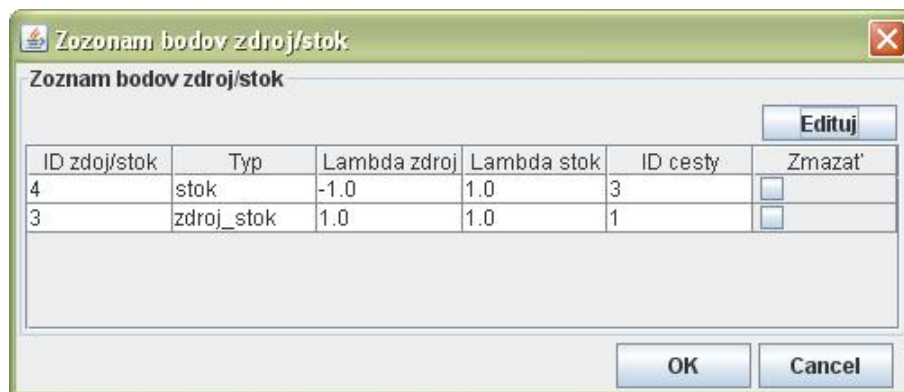 Zozonam bodov zdroj/stok
Zoznam bodov zdroj/stok
Edituj
ID zdoj/stok Typ Lambda zdroj Lambda stok ID cesty Zmazať
4 stok -1.0 1.0 3
3 zdroj_stok 1.0 1.0 1
OK Cancel